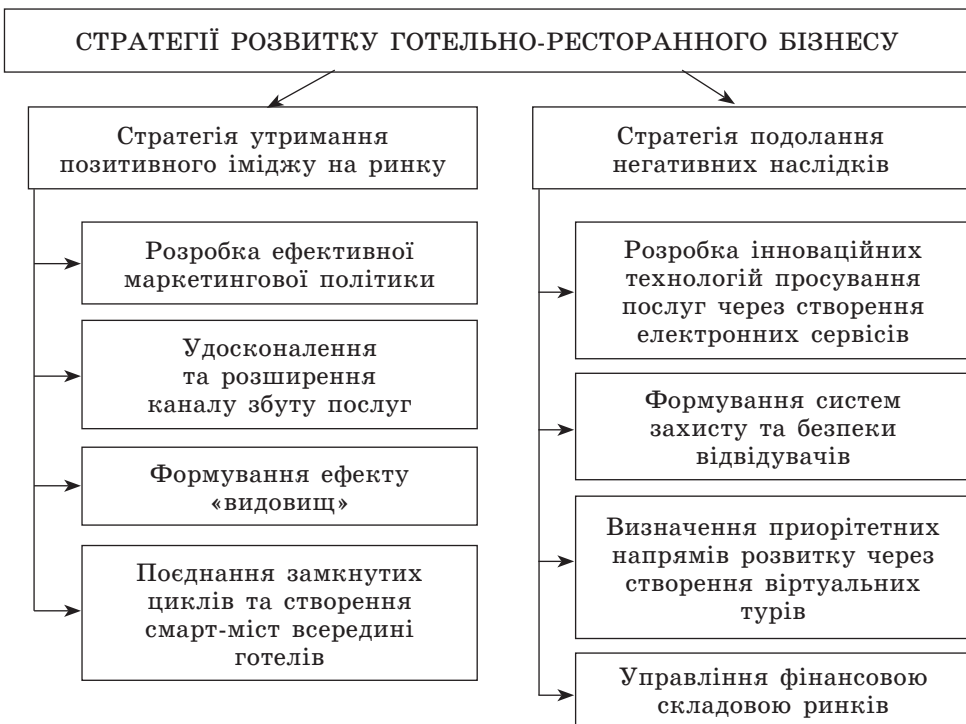 СТРАТЕГІЇ РОЗВИТКУ ГОТЕЛЬНО-РЕСТОРАННОГО БІЗНЕСУ
Стратегія утримання
позитивного іміджу на ринку
Розробка ефективної
маркетингової політики
Удосконалення
та розширення
каналу збуту послуг
Формування ефекту
«видовищ»
Поєднання замкнутих
циклів та створення
смарт-міст всередині
готелів
Стратегія подолання
негативних наслідків
Розробка інноваційних
технологій просування
послуг через створення
електронних сервісів
Формування систем
захисту та безпеки
відвідувачів
Визначення приорітетних
напрямів розвитку через
створення віртуальних
турів
Управління фінансовою
складовою ринків